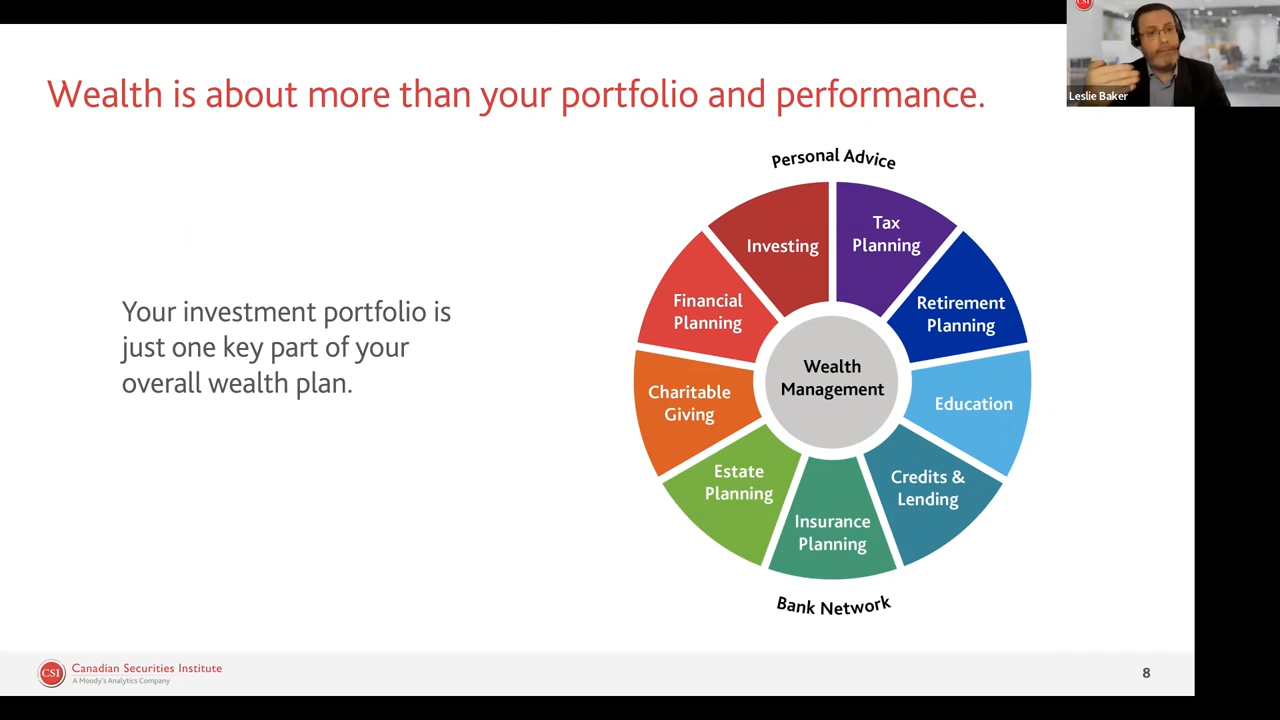 CSI
Leslie Baker
Wealth is about more than your portfolio and performance.
Your investment portfolio is
just one key part of your
overall wealth plan.
Personal Advice
Investing
Tax
Planning
Financial
Planning
Retirement
Planning
Wealth
Management
Charitable
Giving
Education
Estate
Planning
Credits &
Lending
Insurance
Planning
Bank Network
CSI
Canadian Securities Institute
A Moody's Analytics Company
8